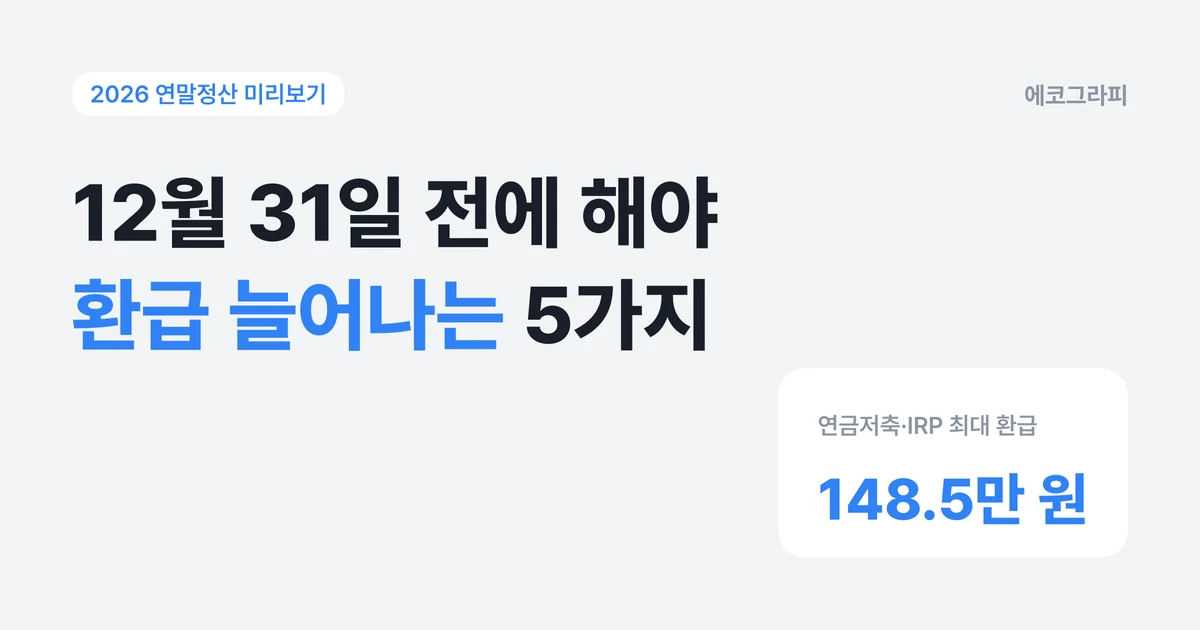 2026 연말정산 미리보기
에코그라피
12월 31일 전에 해야
환급 늘어나는 5가지
연금저축·IRP 최대 환급
148.5만 원